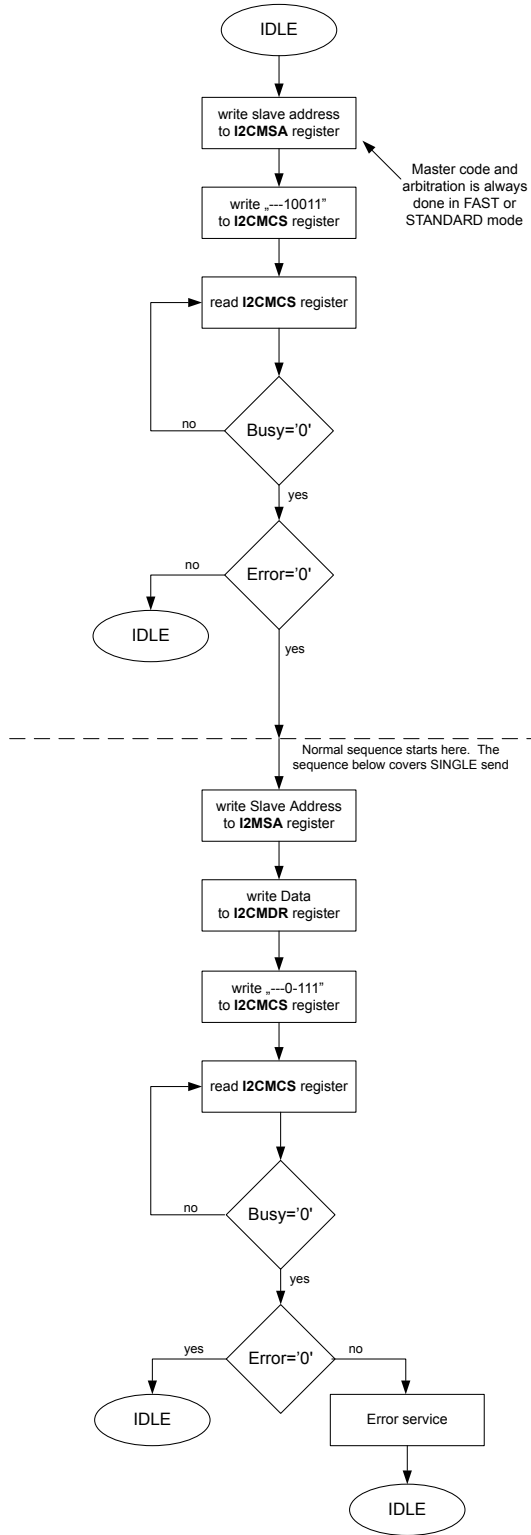 IDLE
write slave address
to I2CMSA register
Master code and
arbitration is always
done in FAST or
STANDARD mode
write „---10011”
to I2CMCS register
read I2CMCS register
Busy=’0'
no
yes
Error=’0'
no
IDLE
yes
Normal sequence starts here. The
sequence below covers SINGLE send
write Slave Address
to I2MSA register
write Data
to I2CMDR register
write „---0-111”
to I2CMCS register
read I2CMCS register
Busy=’0'
no
yes
Error=’0'
yes
no
IDLE
Error service
IDLE